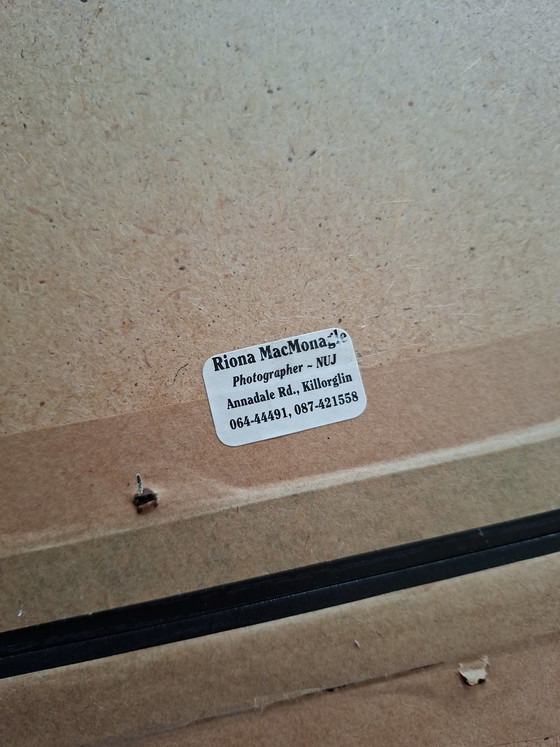 Riona MacMonagle
Photographer ~ NUJ
Annadale Rd., Killorglin
064-44491, 087-421558